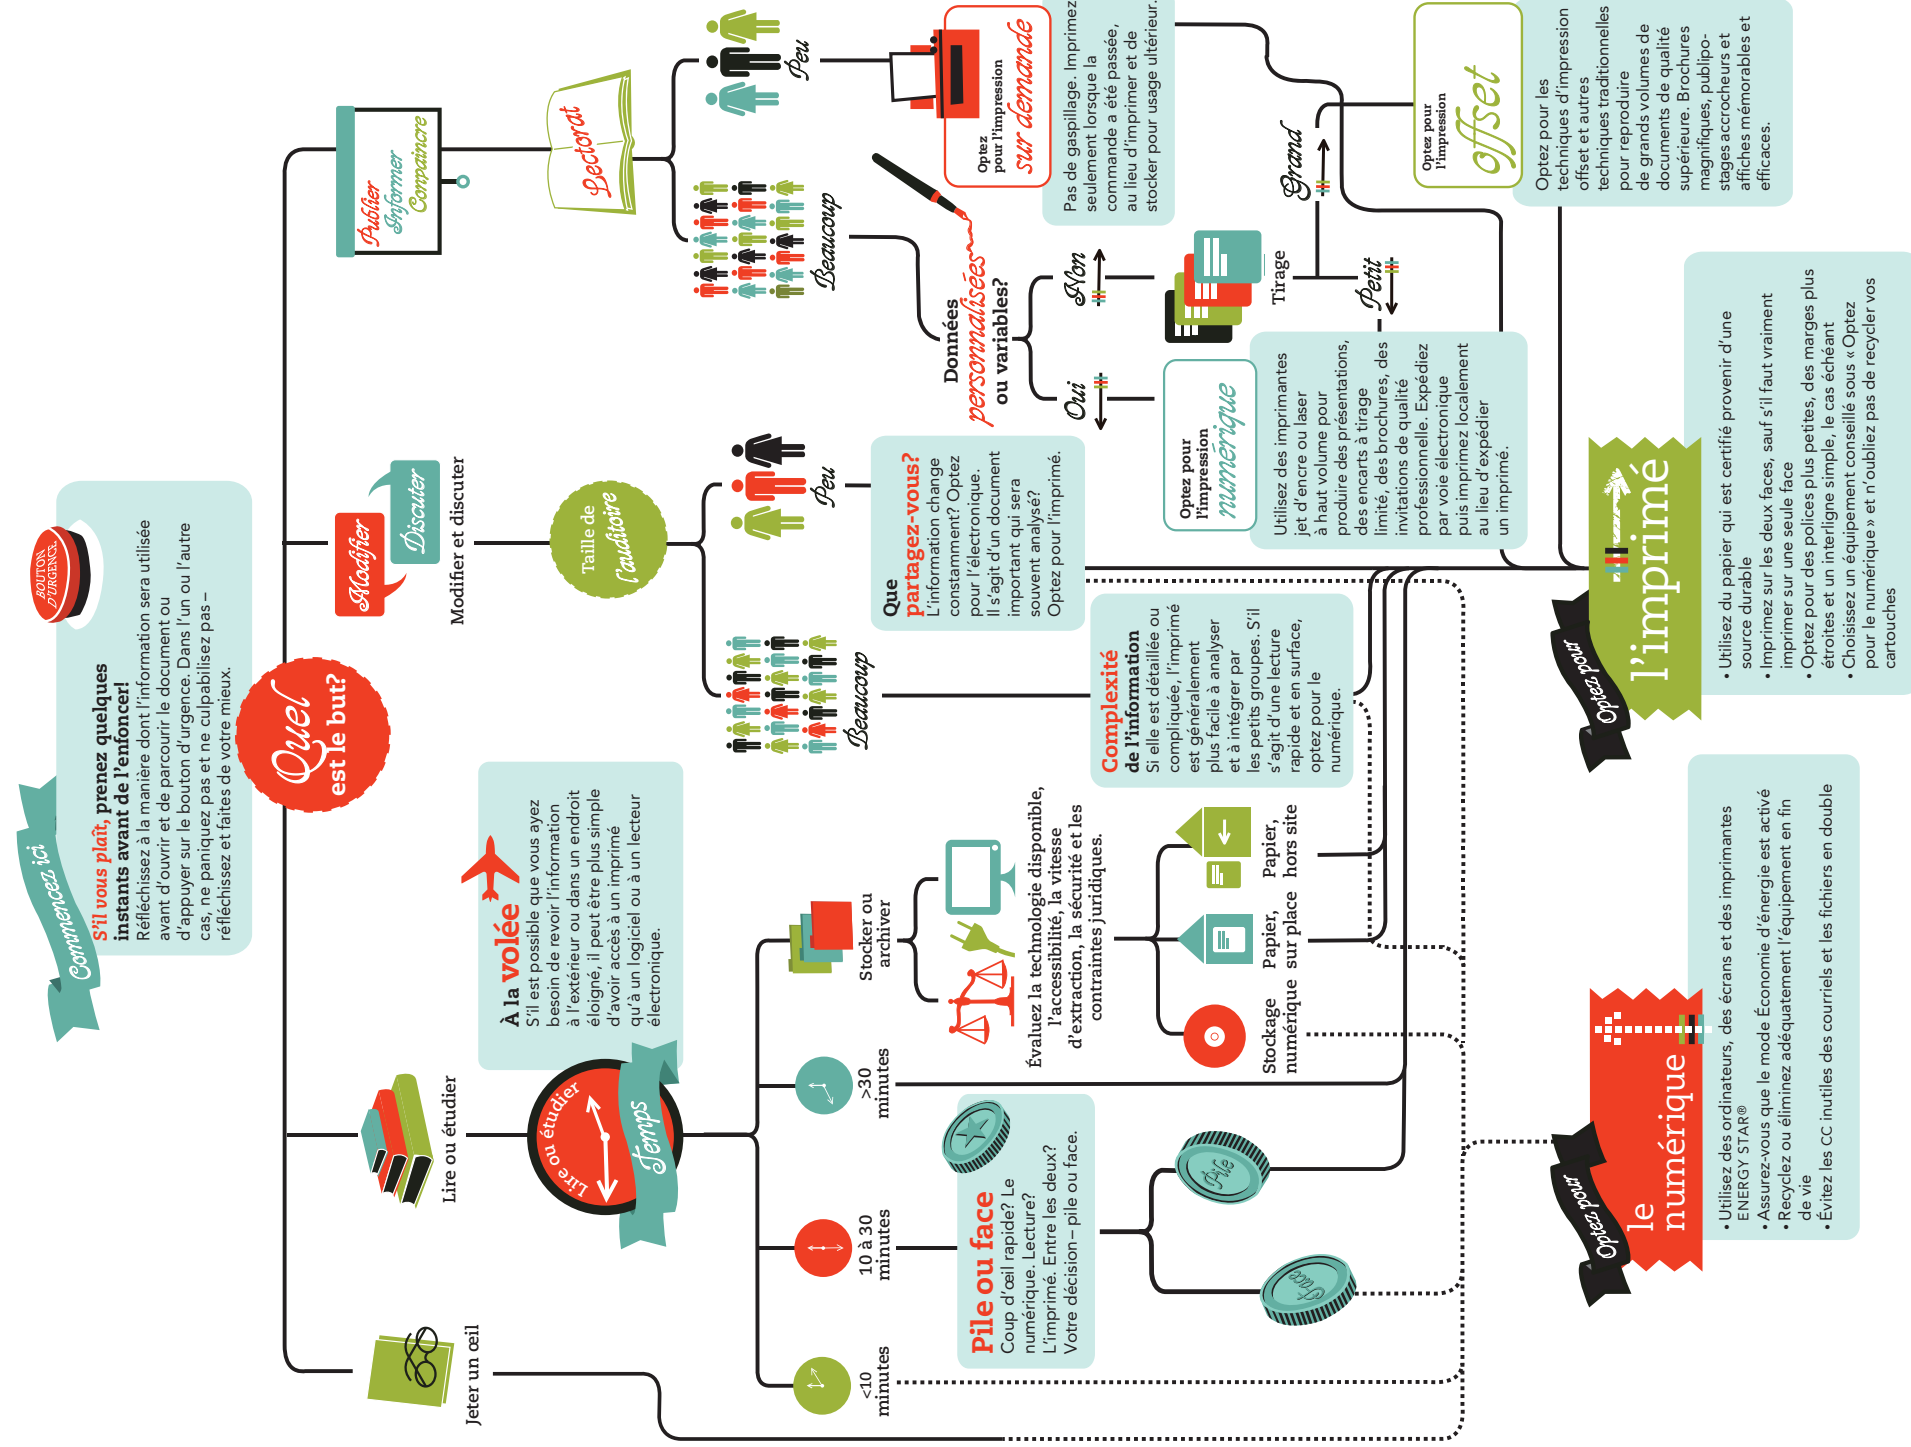 Commencez ici
BOUTON
D'URGENCE
S'il vous plaît, prenez quelques
instants avant de l'enfoncer!
Réfléchissez à la manière dont l'information sera utilisée
avant d'ouvrir et de parcourir le document ou
d'appuyer sur le bouton d'urgence. Dans l'un ou l'autre
cas, ne paniquez pas et ne culpabilisez pas –
réfléchissez et faites de votre mieux.
Quel
est le but?
Jeter un œil
Lire ou étudier
Modifier
Discuter
Modifier et discuter
Publier
Informer
Convaincre
À la volée
S'il est possible que vous ayez
besoin de revoir l'information
à l'extérieur ou dans un endroit
éloigné, il peut être plus simple
d'avoir accès à un imprimé
qu'à un logiciel ou à un lecteur
électronique.
Lire ou étudier
Temps
Taille de
l'auditoire
Lectorat
<10
minutes
10 à 30
minutes
>30
minutes
Stocker ou
archiver
Beaucoup
Peu
Beaucoup
Peu
Pile ou face
Coup d'œil rapide? Le
numérique. Lecture?
L'imprimé. Entre les deux?
Votre décision – pile ou face.
Face
Pile
Évaluez la technologie disponible,
l'accessibilité, la vitesse
d'extraction, la sécurité et les
contraintes juridiques.
Stockage
numérique
Papier,
sur place
Papier,
hors site
Que
partagez-vous?
L'information change
constamment? Optez
pour l'électronique.
Il s'agit d'un document
important qui sera
souvent analysé?
Optez pour l'imprimé.
Complexité
de l'information
Si elle est détaillée ou
compliquée, l'imprimé
est généralement
plus facile à analyser
et à intégrer par
les petits groupes. S'il
s'agit d'une lecture
rapide et en surface,
optez pour le
numérique.
Données
personnalisées
ou variables?
Oui
Non
Optez
pour l'impression
sur demande
Pas de gaspillage. Imprimez
seulement lorsque la
commande a été passée,
au lieu d'imprimer et de
stocker pour usage ultérieur.
Tirage
Petit
Grand
Optez pour
l'impression
numérique
Utilisez des imprimantes
jet d'encre ou laser
à haut volume pour
produire des présentations,
des encarts à tirage
limité, des brochures, des
invitations de qualité
professionnelle. Expédiez
par voie électronique
puis imprimez localement
au lieu d'expédier
un imprimé.
Optez pour
l'impression
offset
Optez pour les
techniques d'impression
offset et autres
techniques traditionnelles
pour reproduire
de grands volumes de
documents de qualité
supérieure. Brochures
magnifiques, publipo-
stages accrocheurs et
affiches mémorables et
efficaces.
Optez pour
le
numérique
• Utilisez des ordinateurs, des écrans et des imprimantes
ENERGY STAR®
• Assurez-vous que le mode Économie d'énergie est activé
• Recyclez ou éliminez adéquatement l'équipement en fin
de vie
• Évitez les CC inutiles des courriels et les fichiers en double
Optez pour
l'imprimé
• Utilisez du papier qui est certifié provenir d'une
source durable
• Imprimez sur les deux faces, sauf s'il faut vraiment
imprimer sur une seule face
• Optez pour des polices plus petites, des marges plus
étroites et un interligne simple, le cas échéant
• Choisissez un équipement conseillé sous « Optez
pour le numérique » et n'oubliez pas de recycler vos
cartouches